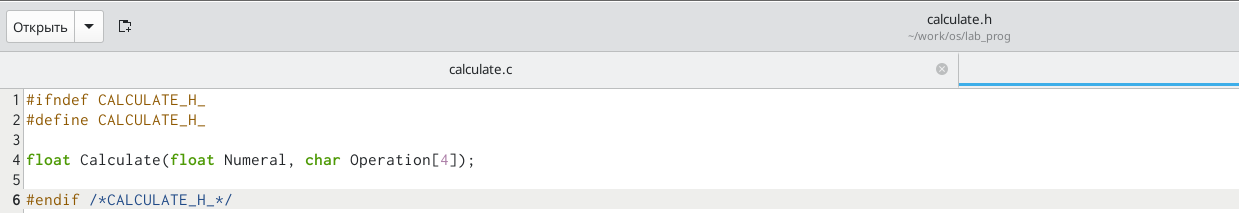 Открыть
calculate.h
~/work/os/lab_prog
calculate.c
1 #ifndef CALCULATE_H_
2 #define CALCULATE_H_
3
4 float Calculate(float Numeral, char Operation[4]);
5
6 #endif /*CALCULATE_H_*/